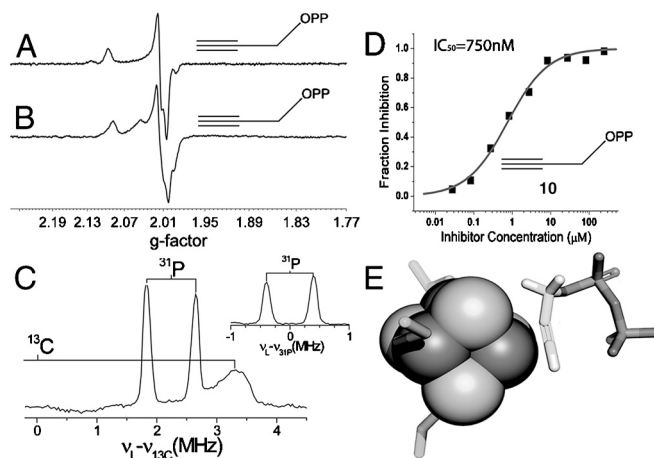 A
OPP
B
OPP
2.19 2.13 2.07 2.01 1.95 1.89 1.83 1.77
g-factor
C
³¹P
¹³C
³¹P
-1 0 1
νL-ν31P(MHz)
0 1 2 3 4
νL-ν13C(MHz)
D
IC₅₀=750nM
1.0
0.8
0.6
0.4
0.2
0.0
Fraction Inhibition
OPP
10
0.01 0.1 1 10 100
Inhibitor Concentration (μM)
E